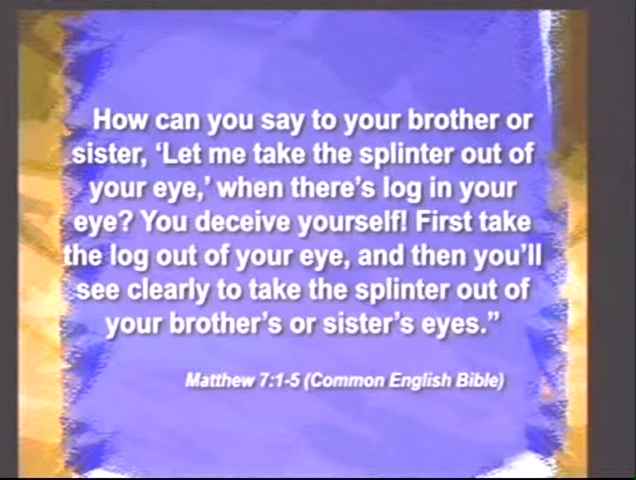 How can you say to your brother or
sister, ‘Let me take the splinter out of
your eye,’ when there’s log in your
eye? You deceive yourself! First take
the log out of your eye, and then you’ll
see clearly to take the splinter out of
your brother’s or sister’s eyes.”
Matthew 7:1-5 (Common English Bible)